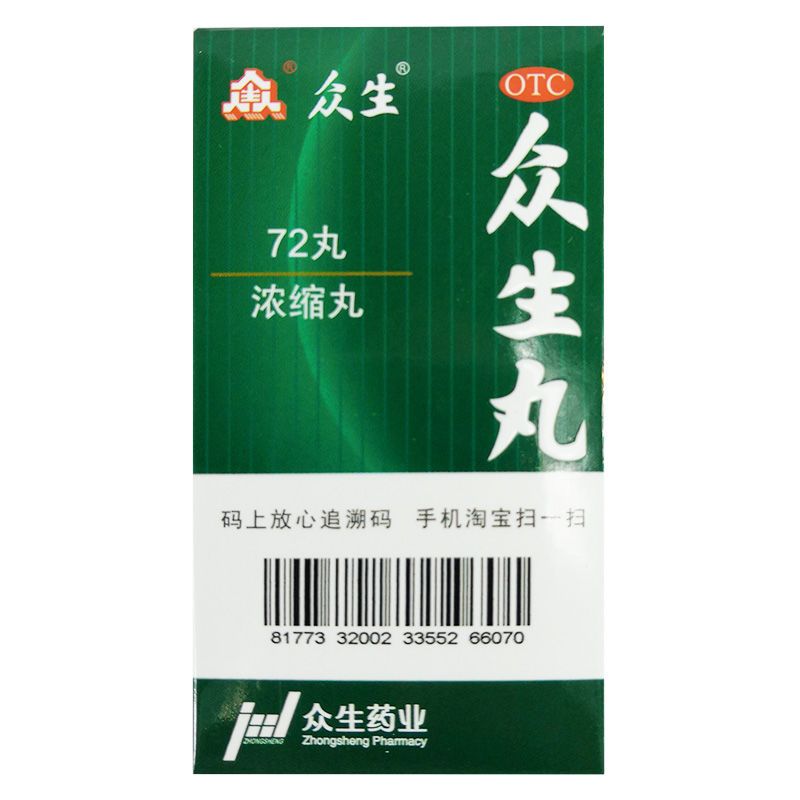 众生®
OTC
众生丸
72丸
浓缩丸
码上放心追溯码 手机淘宝扫一扫
81773 32002 33552 66070
ZHONGSHENG
众生药业
Zhongsheng Pharmacy